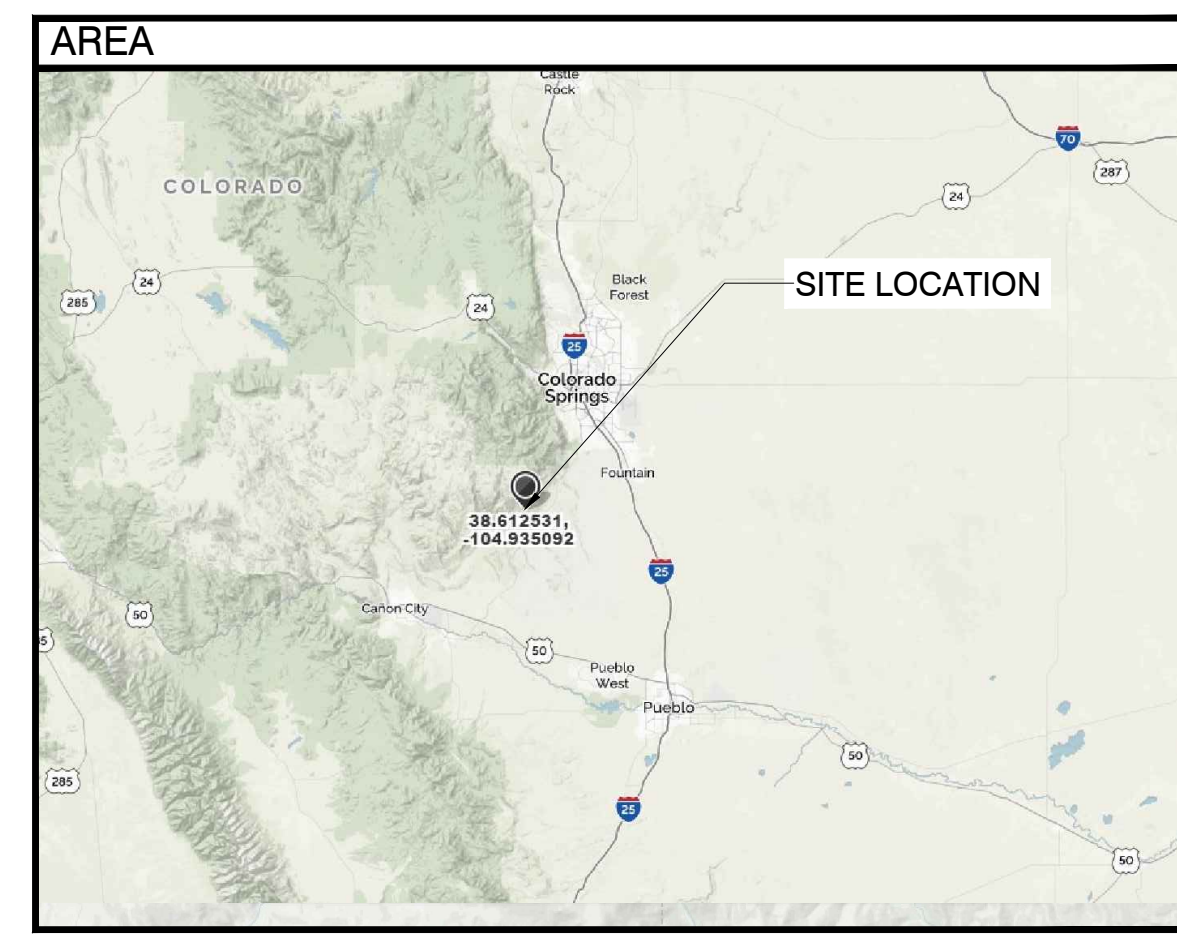 AREA
Castle
Rock
70
287
COLORADO
24
24
285
Black
Forest
SITE LOCATION
24
25
Colorado
Springs
Fountain
38.612531,
-104.935092
25
Cañon City
50
50
Pueblo
West
Pueblo
50
285
25
50